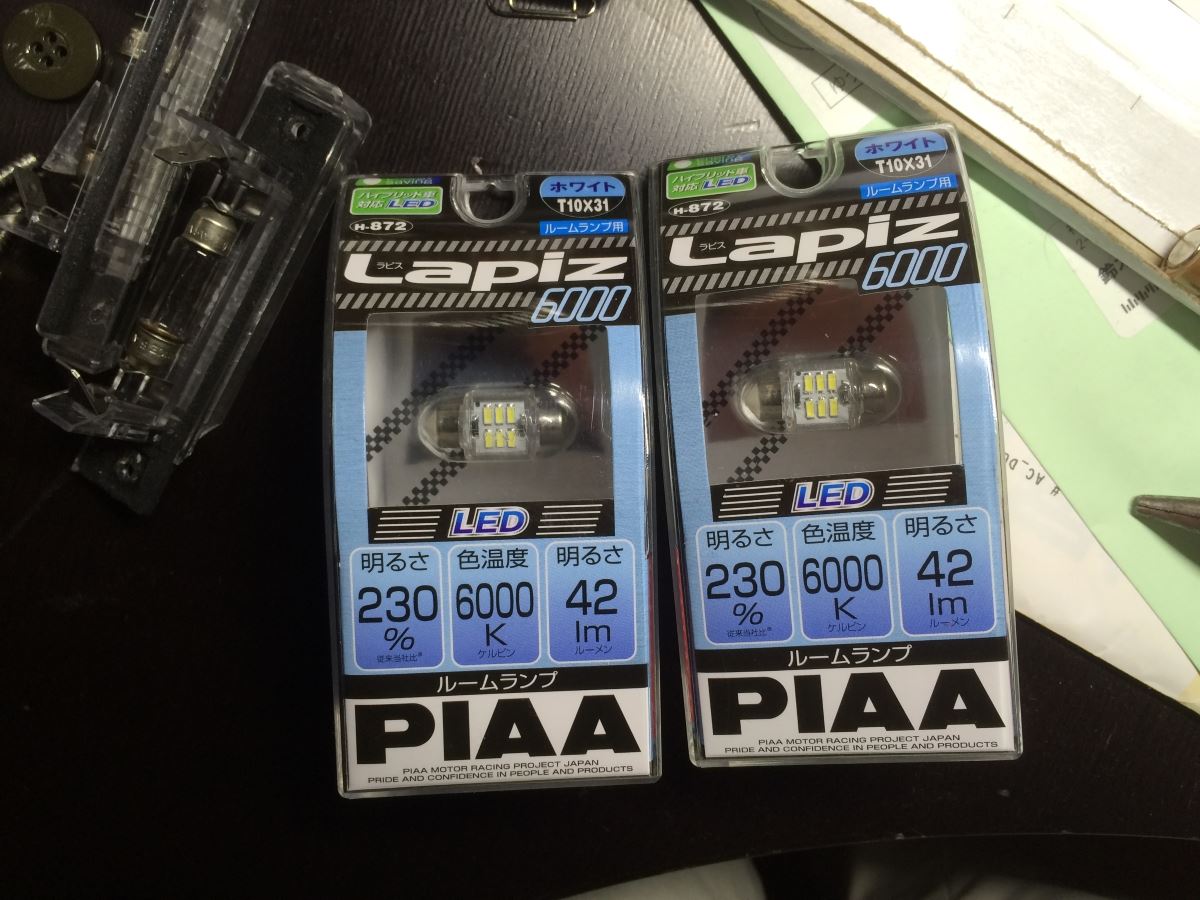 saving
ハイブリッド車
対応 LED
ホワイト
T10X31
H-872
ルームランプ用
ラピス
Lapiz
6000
LED
明るさ
230
%
従来当社比※
色温度
6000
K
ケルビン
明るさ
42
lm
ルーメン
ルームランプ
PIAA
PIAA MOTOR RACING PROJECT JAPAN
PRIDE AND CONFIDENCE IN PEOPLE AND PRODUCTS
saving
ハイブリッド車
対応 LED
ホワイト
T10X31
H-872
ルームランプ用
ラピス
Lapiz
6000
LED
明るさ
230
%
従来当社比※
色温度
6000
K
ケルビン
明るさ
42
lm
ルーメン
ルームランプ
PIAA
PIAA MOTOR RACING PROJECT JAPAN
PRIDE AND CONFIDENCE IN PEOPLE AND PRODUCTS